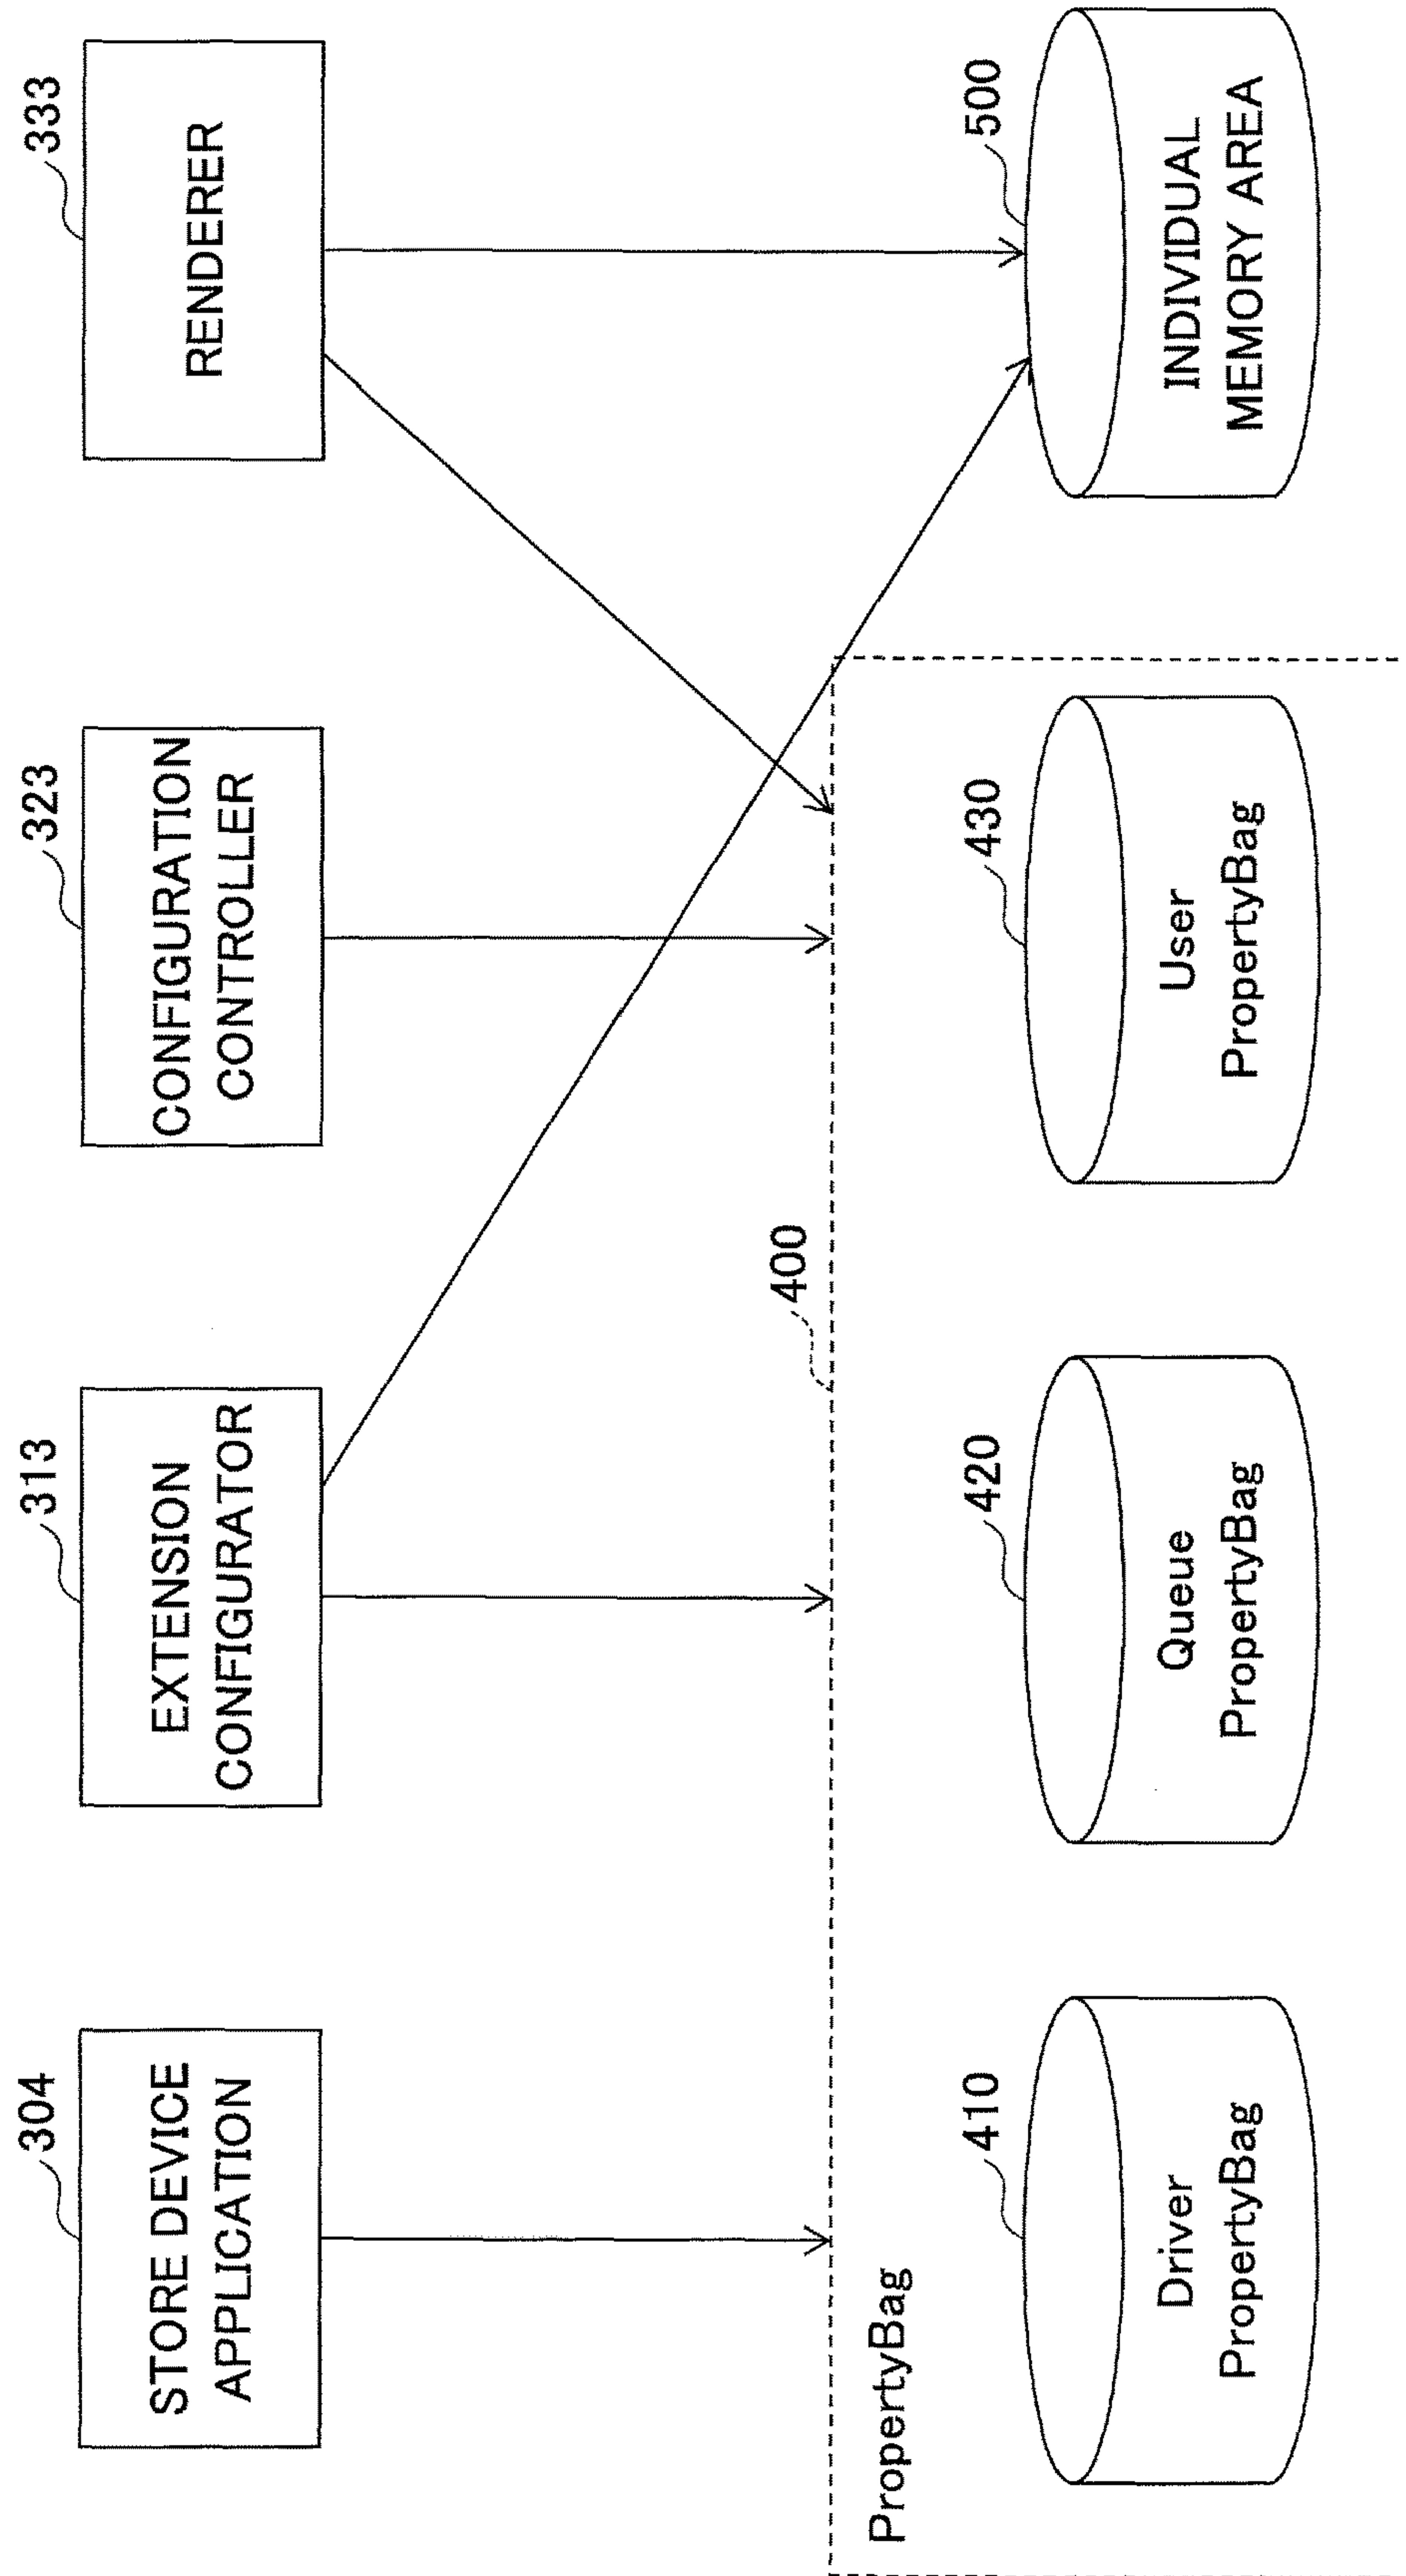 304
STORE DEVICE
APPLICATION
313
EXTENSION
CONFIGURATOR
323
CONFIGURATION
CONTROLLER
333
RENDERER
400
PropertyBag
410
Driver
PropertyBag
420
Queue
PropertyBag
430
User
PropertyBag
500
INDIVIDUAL
MEMORY AREA